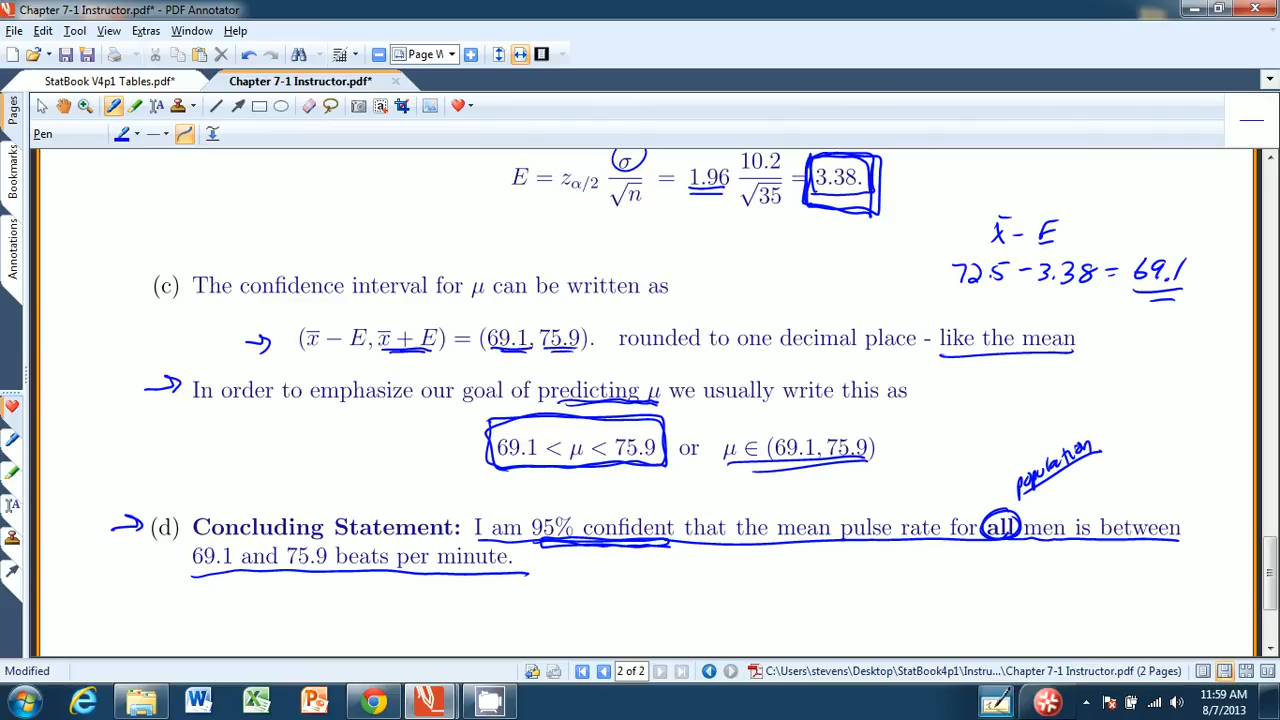 Chapter 7-1 Instructor.pdf* - PDF Annotator
File Edit Tool View Extras Window Help
Page W
StatBook V4p1 Tables.pdf* Chapter 7-1 Instructor.pdf*
Pen
Pages
Bookmarks
Annotations
E = z_{α/2} σ/√n = 1.96 10.2/√35 = 3.38.
x̄ - E
72.5 - 3.38 = 69.1
(c) The confidence interval for μ can be written as
(x̄ − E, x̄ + E) = (69.1, 75.9). rounded to one decimal place - like the mean
In order to emphasize our goal of predicting μ we usually write this as
69.1 < μ < 75.9 or μ ∈ (69.1, 75.9)
population
(d) Concluding Statement: I am 95% confident that the mean pulse rate for all men is between
69.1 and 75.9 beats per minute.
Modified 2 of 2 C:\Users\stevens\Desktop\StatBook4p1\Instru...\Chapter 7-1 Instructor.pdf (2 Pages)
11:59 AM
8/7/2013